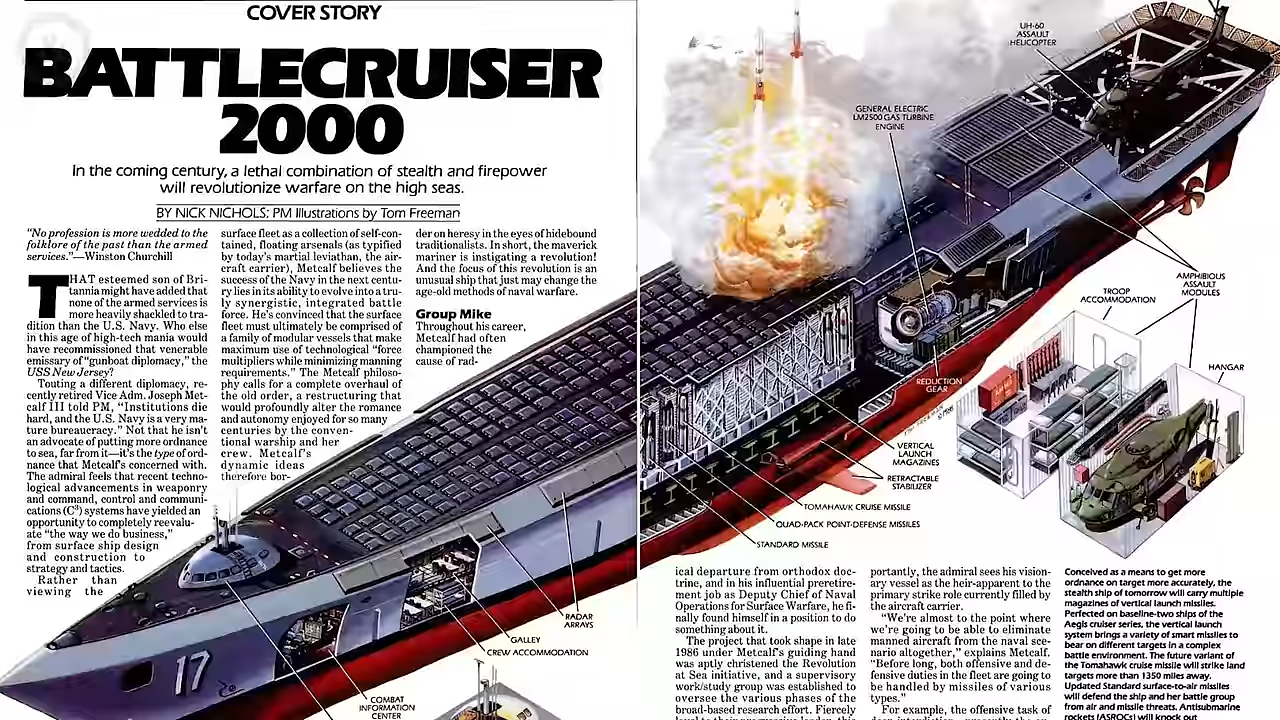 COVER STORY
BATTLECRUISER
2000
In the coming century, a lethal combination of stealth and firepower
will revolutionize warfare on the high seas.
BY NICK NICHOLS; PM Illustrations by Tom Freeman
"No profession is more wedded to the
folklore of the past than the armed
services."—Winston Churchill
THAT esteemed son of Bri-
tannia might have added that
none of the armed services is
more heavily shackled to tra-
dition than the U.S. Navy. Who else
in this age of high-tech mania would
have recommissioned that venerable
emissary of "gunboat diplomacy," the
USS New Jersey?
Touting a different diplomacy, re-
cently retired Vice Adm. Joseph Met-
calf III told PM, "Institutions die
hard, and the U.S. Navy is a very ma-
ture bureaucracy." Not that he isn't
an advocate of putting more ordnance
to sea, far from it—it's the type of ord-
nance that Metcalf's concerned with.
The admiral feels that recent techno-
logical advancements in weaponry
and command, control and communi-
cations (C³) systems have yielded an
opportunity to completely reevalu-
ate "the way we do business,"
from surface ship design
and construction to
strategy and tactics.
Rather than
viewing the
surface fleet as a collection of self-con-
tained, floating arsenals (as typified
by today's martial leviathan, the air-
craft carrier), Metcalf believes the
success of the Navy in the next centu-
ry lies in its ability to evolve into a tru-
ly synergistic, integrated battle
force. He's convinced that the surface
fleet must ultimately be comprised of
a family of modular vessels that make
maximum use of technological "force
multipliers while minimizing manning
requirements." The Metcalf philoso-
phy calls for a complete overhaul of
the old order, a restructuring that
would profoundly alter the romance
and autonomy enjoyed for so many
centuries by the conven-
tional warship and her
crew. Metcalf's
dynamic ideas
therefore bor-
der on heresy in the eyes of hidebound
traditionalists. In short, the maverick
mariner is instigating a revolution!
And the focus of this revolution is an
unusual ship that just may change the
age-old methods of naval warfare.
Group Mike
Throughout his career,
Metcalf had often
championed the
cause of rad-
UH-60
ASSAULT
HELICOPTER
GENERAL ELECTRIC
LM2500 GAS TURBINE
ENGINE
AMPHIBIOUS
ASSAULT
MODULES
TROOP
ACCOMMODATION
HANGAR
REDUCTION
GEAR
VERTICAL
LAUNCH
MAGAZINES
RETRACTABLE
STABILIZER
TOMAHAWK CRUISE MISSILE
QUAD-PACK POINT-DEFENSE MISSILES
STANDARD MISSILE
RADAR
ARRAYS
GALLEY
CREW ACCOMMODATION
COMBAT
INFORMATION
CENTER
17
ical departure from orthodox doc-
trine, and in his influential preretire-
ment job as Deputy Chief of Naval
Operations for Surface Warfare, he fi-
nally found himself in a position to do
something about it.
The project that took shape in late
1986 under Metcalf's guiding hand
was aptly christened the Revolution
at Sea initiative, and a supervisory
work/study group was established to
oversee the various phases of the
broad-based research effort. Fiercely
portantly, the admiral sees his vision-
ary vessel as the heir-apparent to the
primary strike role currently filled by
the aircraft carrier.
"We're almost to the point where
we're going to be able to eliminate
manned aircraft from the naval sce-
nario altogether," explains Metcalf.
"Before long, both offensive and de-
fensive duties in the fleet are going to
be handled by missiles of various
types."
For example, the offensive task of
Conceived as a means to get more
ordnance on target more accurately, the
stealth ship of tomorrow will carry multiple
magazines of vertical launch missiles.
Perfected on baseline-two ships of the
Aegis cruiser series, the vertical launch
system brings a variety of smart missiles to
bear on different targets in a complex
battle environment. The future variant of
the Tomahawk cruise missile will strike land
targets more than 1350 miles away.
Updated Standard surface-to-air missiles
will defend the ship and her battle group
from air and missile threats. Antisubmarine
rockets (ASROC) will knock